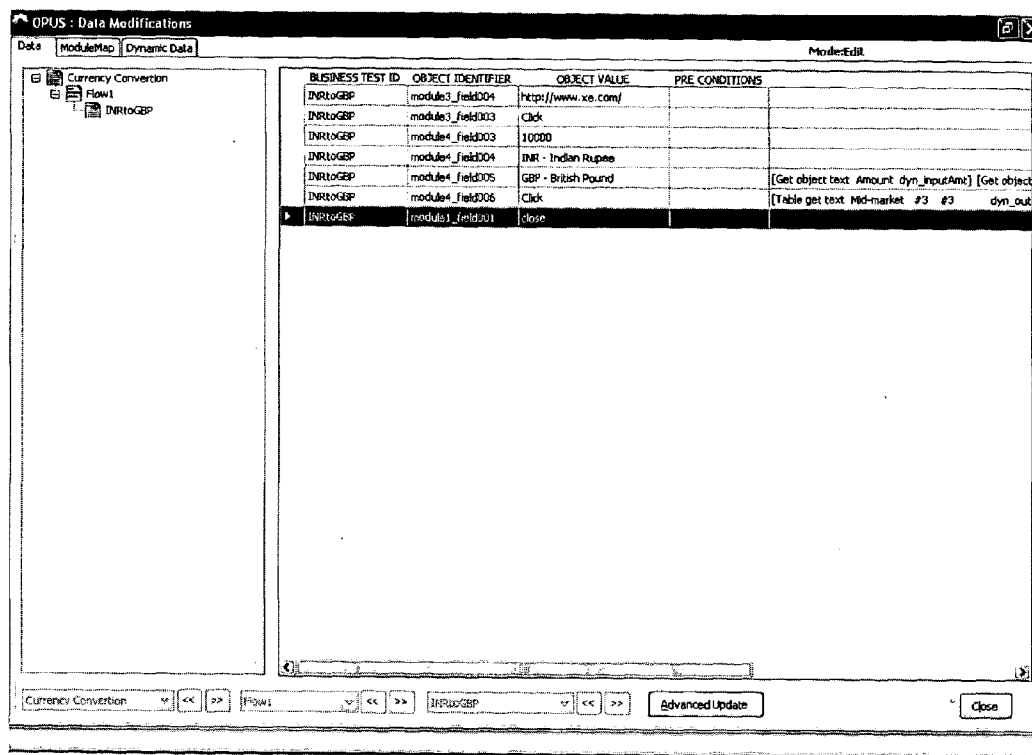 OPUS : Data Modifications
Data ModuleMap Dynamic Data Mode:Edit
Currency Convertion
Flow1
INRtoGBP
BUSINESS TEST ID OBJECT IDENTIFIER OBJECT VALUE PRE CONDITIONS
INRtoGBP module3_field004 http://www.xe.com/
INRtoGBP module3_field003 Click
INRtoGBP module4_field003 10000
INRtoGBP module4_field004 INR - Indian Rupee
INRtoGBP module4_field005 GBP - British Pound [Get object text Amount dyn_inputAmt] [Get object
INRtoGBP module4_field006 Click [Table get text Mid-market #3 #3 dyn_out
INRtoGBP module1_field001 close
Currency Convertion << >> Flow1 << >> INRtoGBP << >> Advanced Update Close